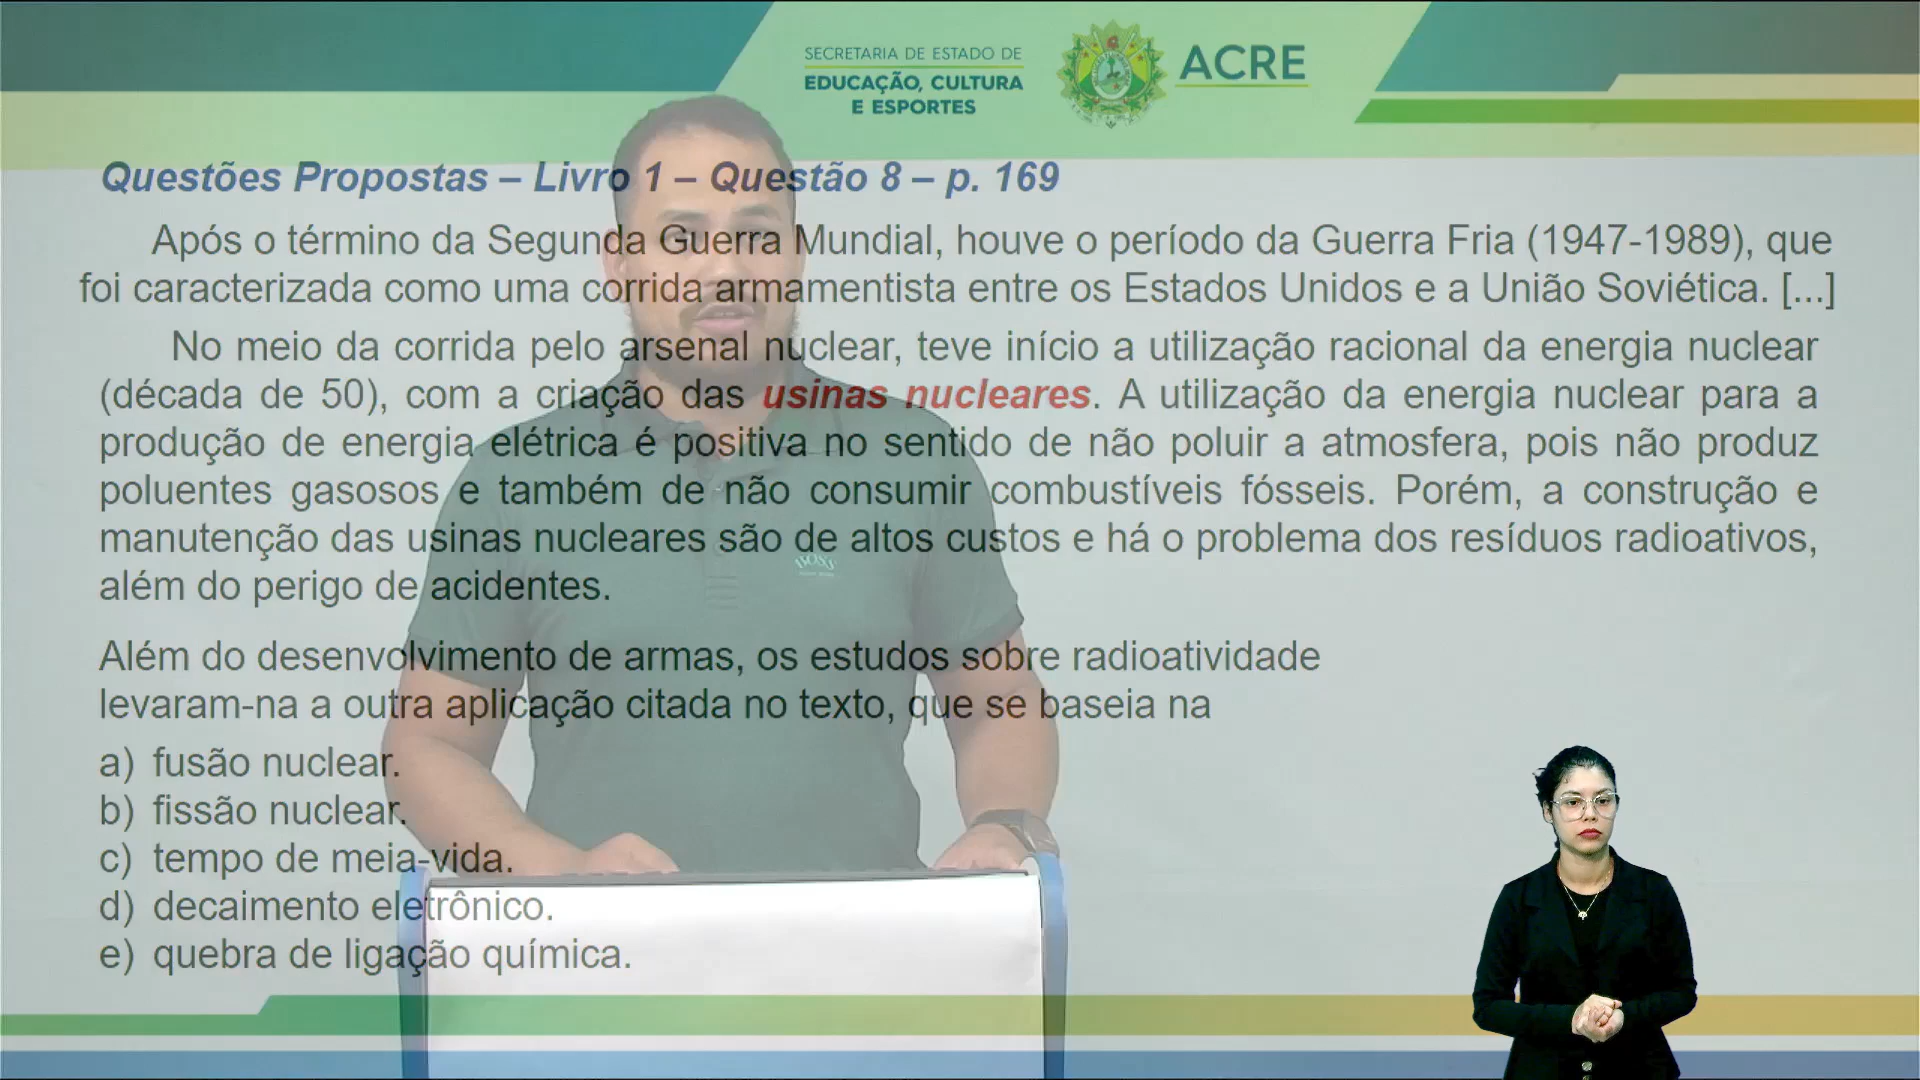 SECRETARIA DE ESTADO DE
EDUCAÇÃO, CULTURA
E ESPORTES
ACRE
Questões Propostas – Livro 1 – Questão 8 – p. 169
Após o término da Segunda Guerra Mundial, houve o período da Guerra Fria (1947-1989), que
foi caracterizada como uma corrida armamentista entre os Estados Unidos e a União Soviética. [...]
No meio da corrida pelo arsenal nuclear, teve início a utilização racional da energia nuclear
(década de 50), com a criação das usinas nucleares. A utilização da energia nuclear para a
produção de energia elétrica é positiva no sentido de não poluir a atmosfera, pois não produz
poluentes gasosos e também de não consumir combustíveis fósseis. Porém, a construção e
manutenção das usinas nucleares são de altos custos e há o problema dos resíduos radioativos,
além do perigo de acidentes.
BOSS
Além do desenvolvimento de armas, os estudos sobre radioatividade
levaram-na a outra aplicação citada no texto, que se baseia na
a) fusão nuclear.
b) fissão nuclear.
c) tempo de meia-vida.
d) decaimento eletrônico.
e) quebra de ligação química.